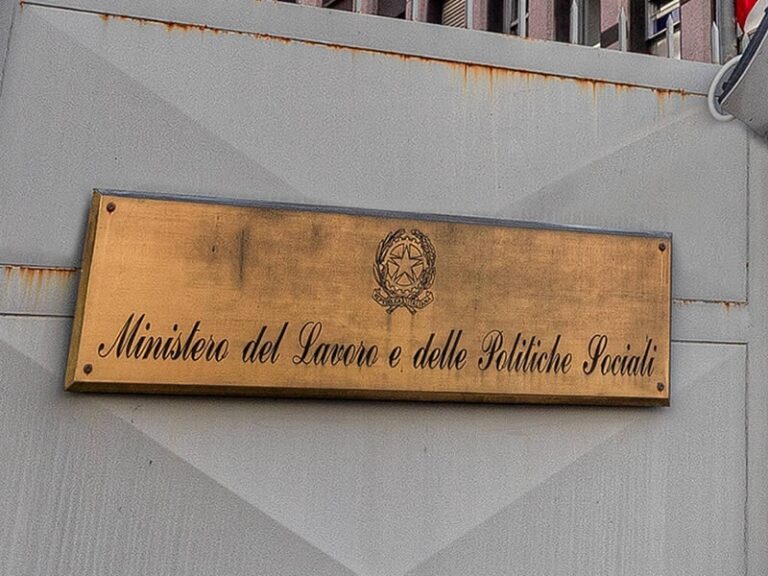 Ministero del Lavoro e delle Politiche Sociali